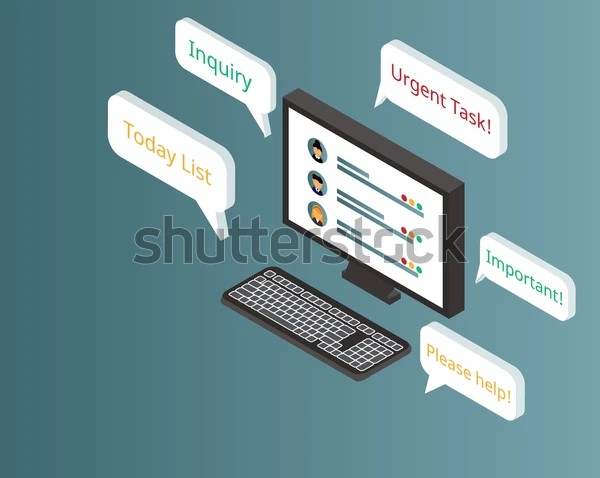 Inquiry
Urgent Task!
Today List
shutterstock
Important!
Please help!